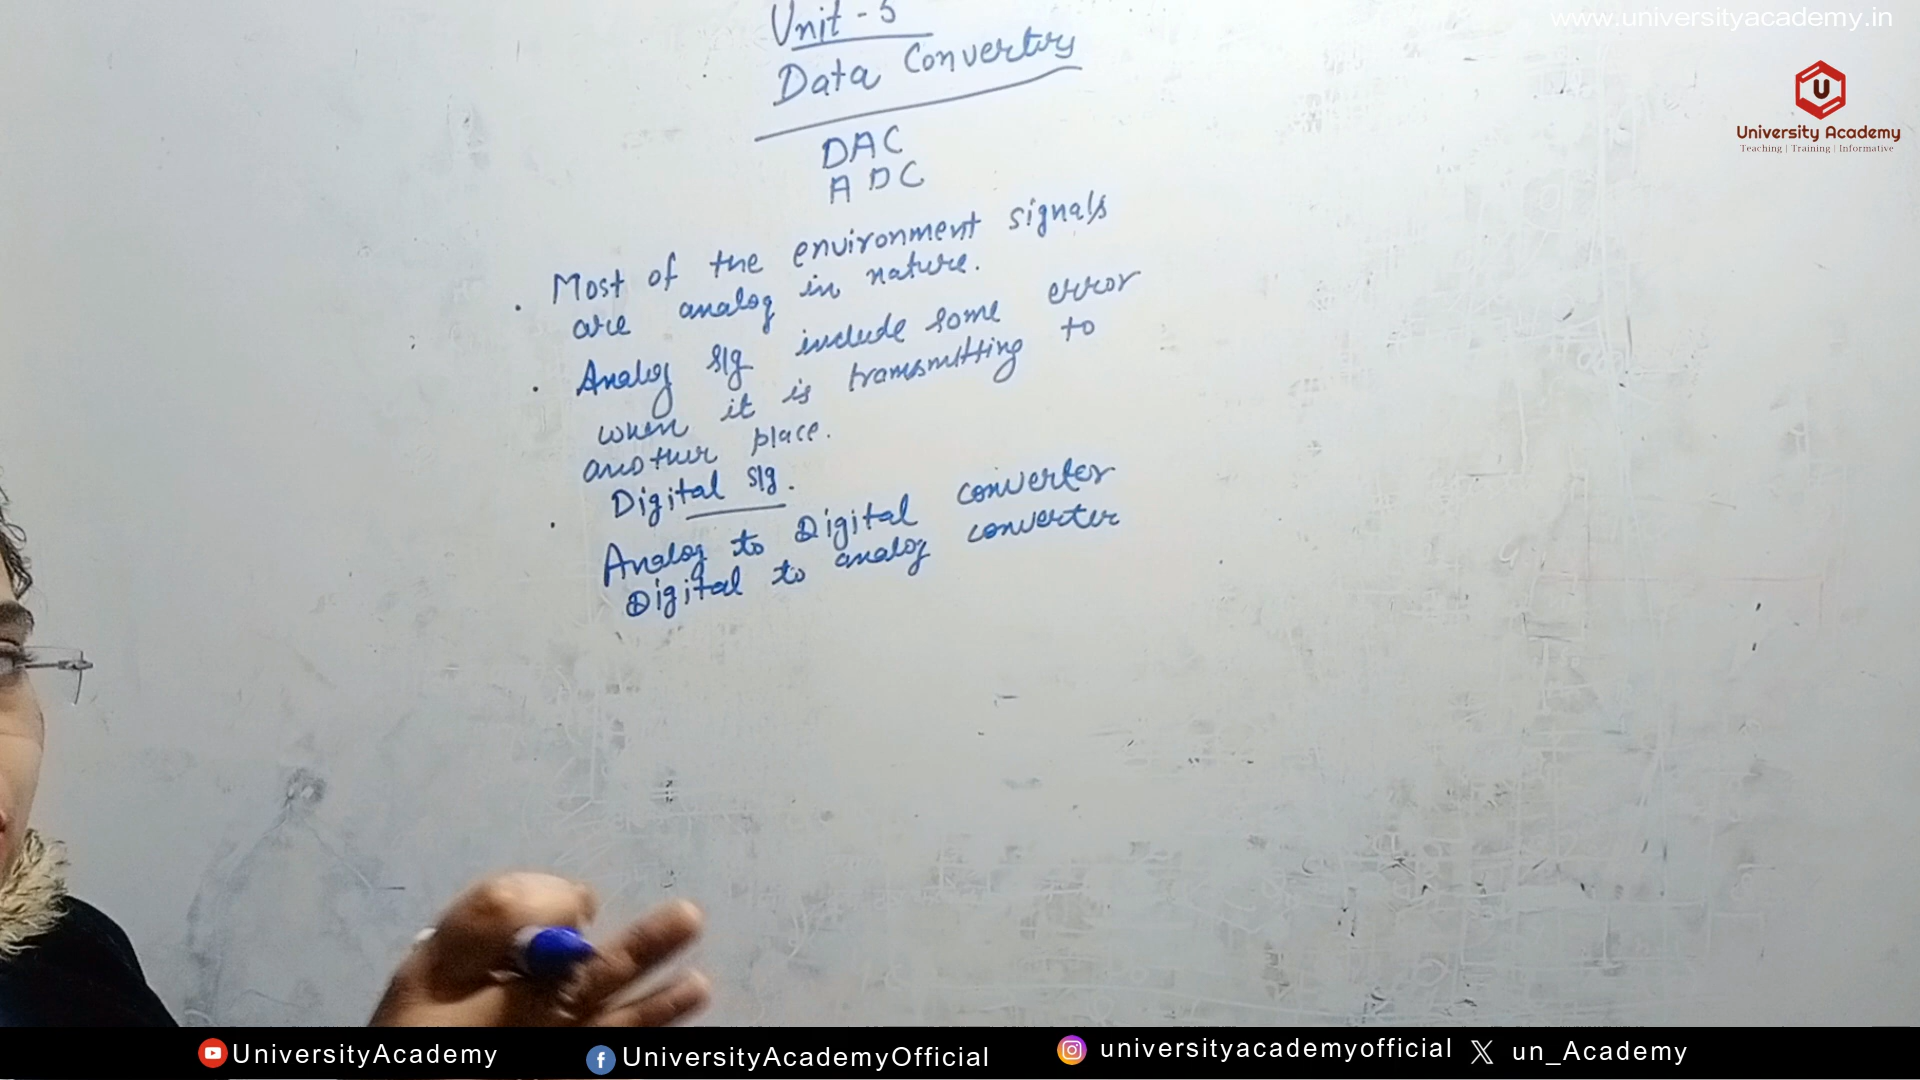 www.universityacademy.in
Unit - 5
Data Converters
U
University Academy
Teaching | Training | Informative
DAC
ADC
. Most of the environment signals
are analog in nature.
. Analog sig include some error
when it is transmitting to
another place.
. Digital sig.
Analog to Digital converter
Digital to analog converter
UniversityAcademy
UniversityAcademyOfficial
universityacademyofficial
un_Academy